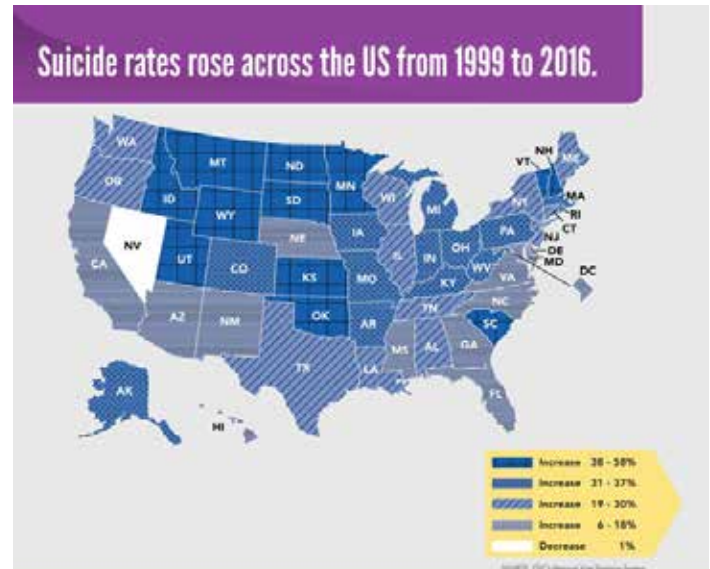 Suicide rates rose across the US from 1999 to 2016.
WA
MT
ND
MN
VT
NH
ME
OR
ID
WY
SD
WI
MI
NY
MA
RI
CT
NV
UT
CO
NE
IA
IL
IN
OH
PA
NJ
DE
MD
DC
CA
KS
MO
KY
WV
VA
AZ
NM
OK
AR
TN
NC
SC
TX
LA
MS
AL
GA
FL
AK
HI
Increase 38 - 58%
Increase 31 - 37%
Increase 19 - 30%
Increase 6 - 18%
Decrease 1%